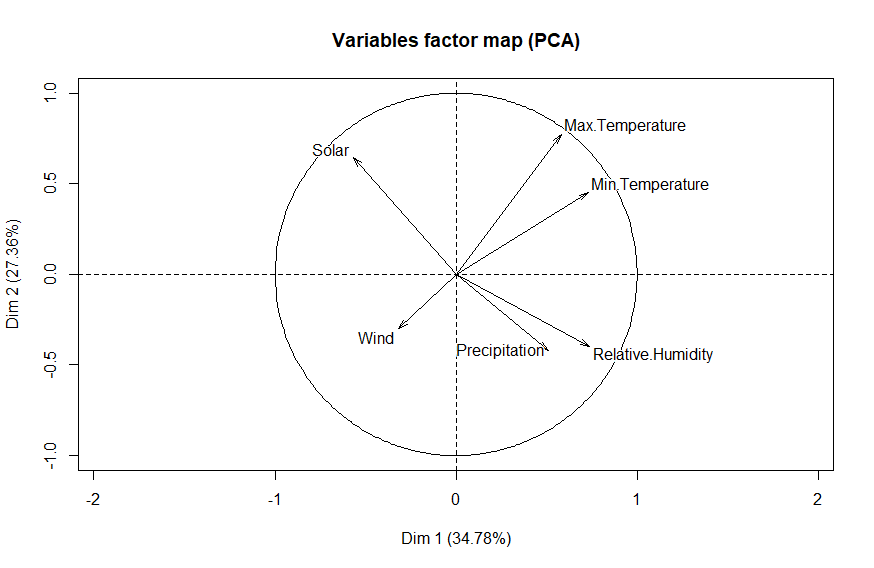 Variables factor map (PCA)
Max.Temperature
Solar
Min.Temperature
Wind
Precipitation
Relative.Humidity
1.0
0.5
0.0
-0.5
-1.0
Dim 2 (27.36%)
-2 -1 0 1 2
Dim 1 (34.78%)